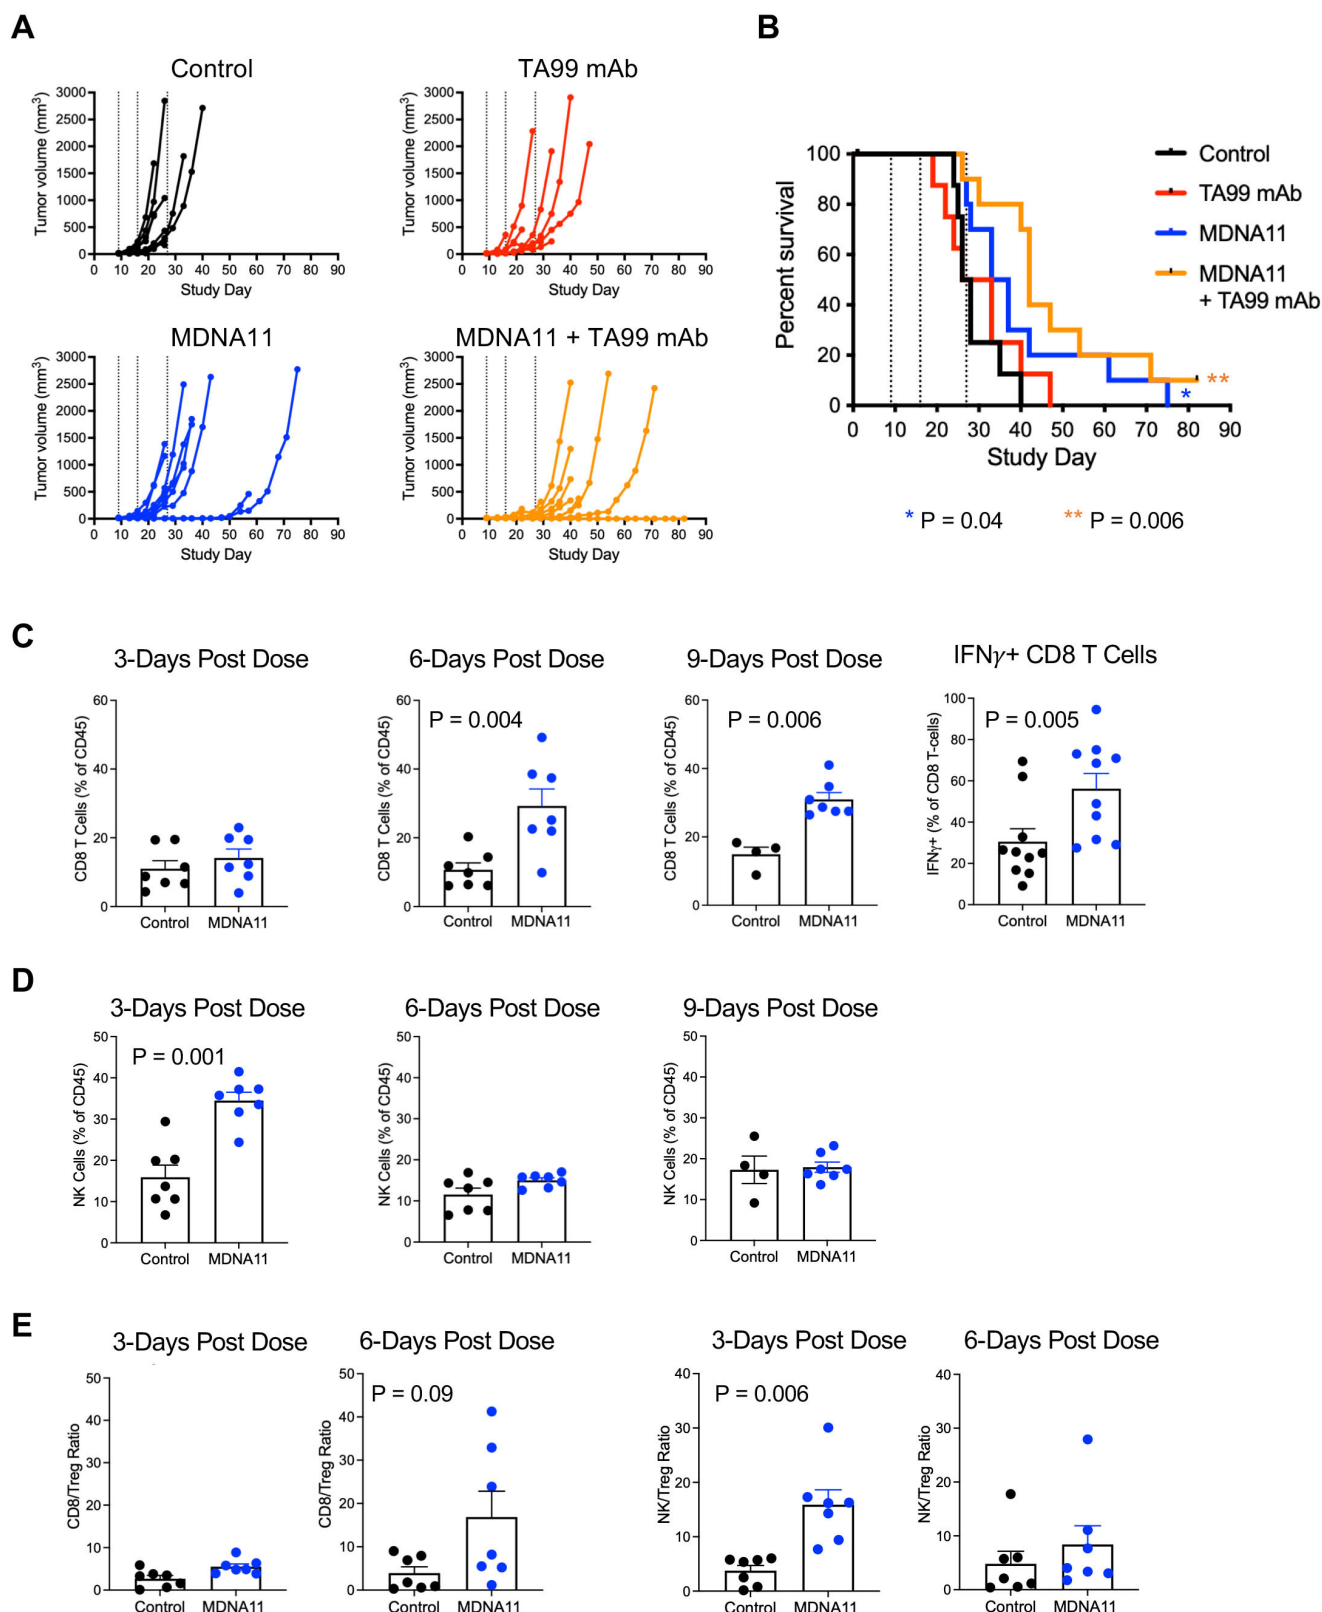 A
B
Control
TA99 mAb
Tumor volume (mm³)
3000
2500
2000
1500
1000
500
0
0 10 20 30 40 50 60 70 80 90
Study Day
Tumor volume (mm³)
3000
2500
2000
1500
1000
500
0
0 10 20 30 40 50 60 70 80 90
Study Day
MDNA11
MDNA11 + TA99 mAb
Tumor volume (mm³)
3000
2500
2000
1500
1000
500
0
0 10 20 30 40 50 60 70 80 90
Study Day
Tumor volume (mm³)
3000
2500
2000
1500
1000
500
0
0 10 20 30 40 50 60 70 80 90
Study Day
Percent survival
100
80
60
40
20
0
0 10 20 30 40 50 60 70 80 90
Study Day
Control
TA99 mAb
MDNA11
MDNA11
+ TA99 mAb
**
*
* P = 0.04
** P = 0.006
C
3-Days Post Dose
CD8 T Cells (% of CD45)
60
40
20
0
Control MDNA11
6-Days Post Dose
P = 0.004
CD8 T Cells (% of CD45)
60
40
20
0
Control MDNA11
9-Days Post Dose
P = 0.006
CD8 T Cells (% of CD45)
60
40
20
0
Control MDNA11
IFNγ+ CD8 T Cells
P = 0.005
IFNγ+ (% of CD8 T-cells)
100
80
60
40
20
0
Control MDNA11
D
3-Days Post Dose
P = 0.001
NK Cells (% of CD45)
50
40
30
20
10
0
Control MDNA11
6-Days Post Dose
NK Cells (% of CD45)
50
40
30
20
10
0
Control MDNA11
9-Days Post Dose
NK Cells (% of CD45)
50
40
30
20
10
0
Control MDNA11
E
3-Days Post Dose
CD8/Treg Ratio
50
40
30
20
10
0
Control MDNA11
6-Days Post Dose
P = 0.09
CD8/Treg Ratio
50
40
30
20
10
0
Control MDNA11
3-Days Post Dose
P = 0.006
NK/Treg Ratio
40
30
20
10
0
Control MDNA11
6-Days Post Dose
NK/Treg Ratio
40
30
20
10
0
Control MDNA11